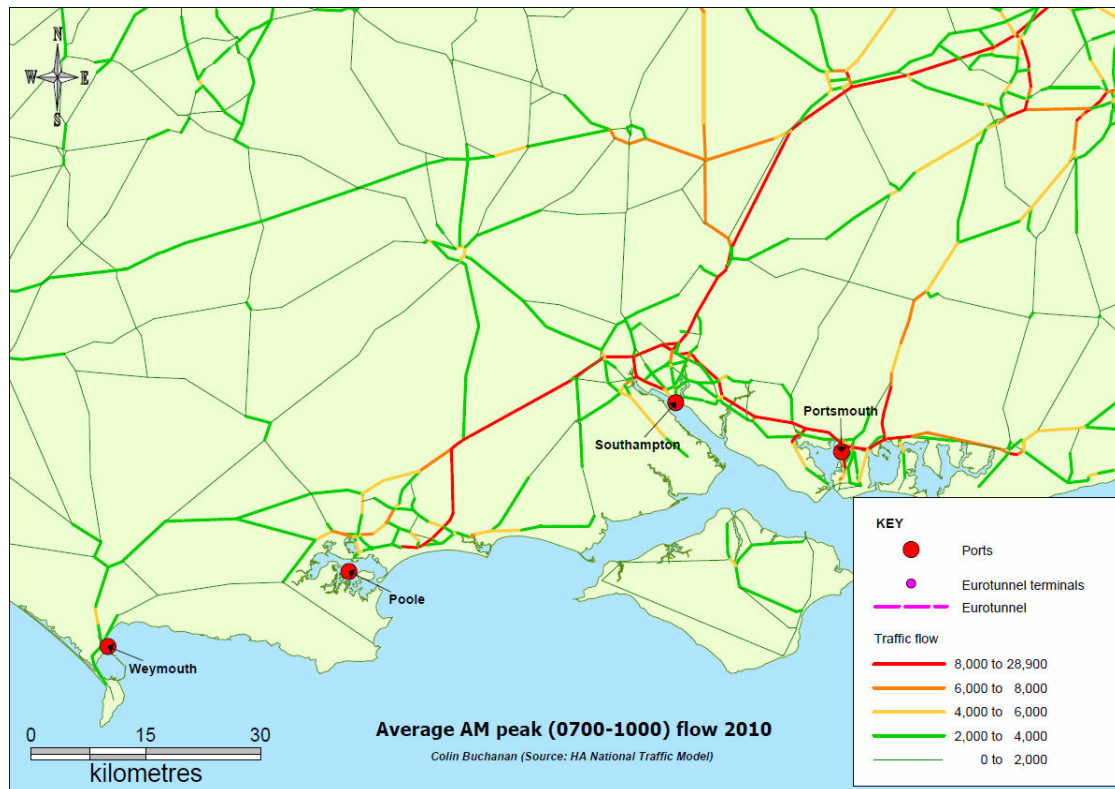 N
W E
S
Portsmouth
Southampton
Poole
Weymouth
KEY
Ports
Eurotunnel terminals
Eurotunnel
Traffic flow
8,000 to 28,900
6,000 to 8,000
4,000 to 6,000
2,000 to 4,000
0 to 2,000
Average AM peak (0700-1000) flow 2010
Colin Buchanan (Source: HA National Traffic Model)
0 15 30
kilometres